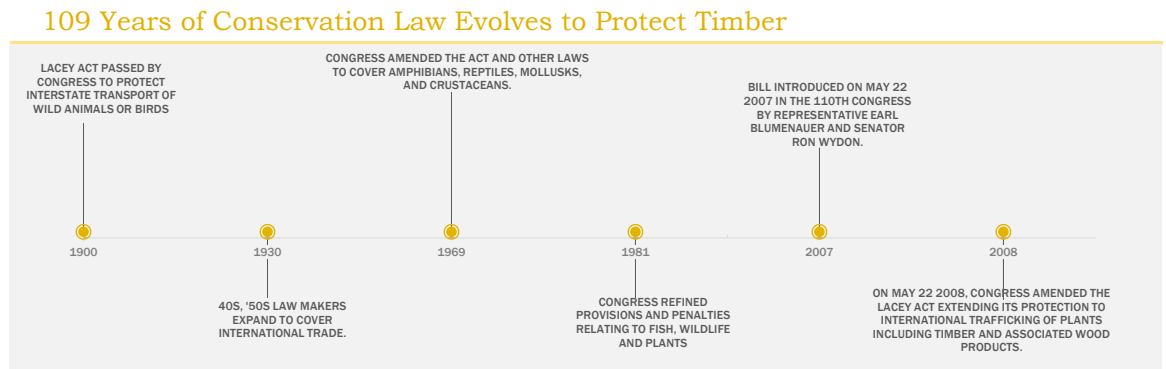 109 Years of Conservation Law Evolves to Protect Timber
LACEY ACT PASSED BY
CONGRESS TO PROTECT
INTERSTATE TRANSPORT OF
WILD ANIMALS OR BIRDS
CONGRESS AMENDED THE ACT AND OTHER LAWS
TO COVER AMPHIBIANS, REPTILES, MOLLUSKS,
AND CRUSTACEANS.
BILL INTRODUCED ON MAY 22
2007 IN THE 110TH CONGRESS
BY REPRESENTATIVE EARL
BLUMENAUER AND SENATOR
RON WYDON.
1900
1930
1969
1981
2007
2008
40S, '50S LAW MAKERS
EXPAND TO COVER
INTERNATIONAL TRADE.
CONGRESS REFINED
PROVISIONS AND PENALTIES
RELATING TO FISH, WILDLIFE
AND PLANTS
ON MAY 22 2008, CONGRESS AMENDED THE
LACEY ACT EXTENDING ITS PROTECTION TO
INTERNATIONAL TRAFFICKING OF PLANTS
INCLUDING TIMBER AND ASSOCIATED WOOD
PRODUCTS.